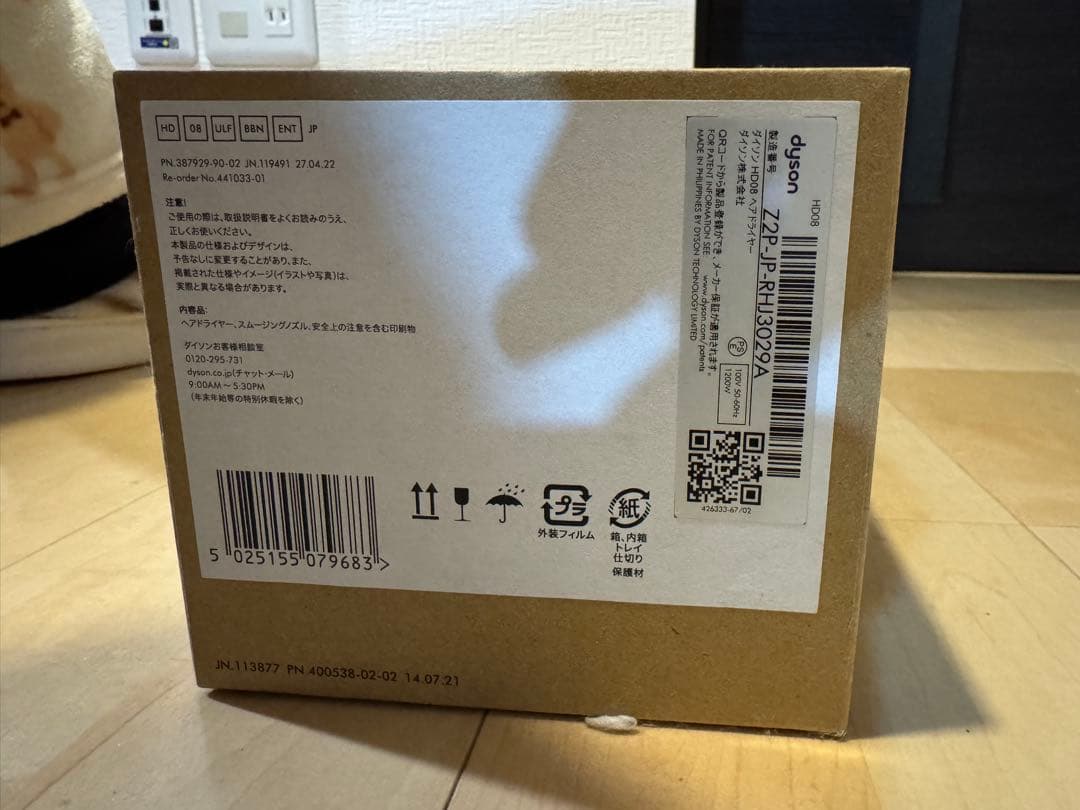 HD 08 ULF BBN ENT JP
PN.387929-90-02 JN.119491 27.04.22
Re-order No.441033-01
注意!
ご使用の際は、取扱説明書をよくお読みのうえ、
正しくお使いください。
本製品の仕様およびデザインは、
予告なしに変更することがあり、また、
掲載された仕様やイメージ(イラストや写真)は、
実際と異なる場合があります。
内容品:
ヘアドライヤー、スムージングノズル、安全上の注意を含む印刷物
ダイソンお客様相談室
0120-295-731
dyson.co.jp(チャット・メール)
9:00AM～5:30PM
(年末年始等の特別休暇を除く)
5 025155 079683>
プラ
外装フィルム
紙
箱、内箱
トレイ
仕切り
保護材
dyson HD08
製造番号 Z2P-JP-RHJ3029A
ダイソン HD08 ヘアドライヤー
ダイソン株式会社
PS
E
100V 50-60Hz
1200W
QRコードから製品登録ができ、メーカー保証が適用されます。
FOR PATENT INFORMATION SEE: www.dyson.com/patents
MADE IN PHILIPPINES BY DYSON TECHNOLOGY LIMITED
426333-67/02
JN.113877 PN.400538-02-02 14.07.21